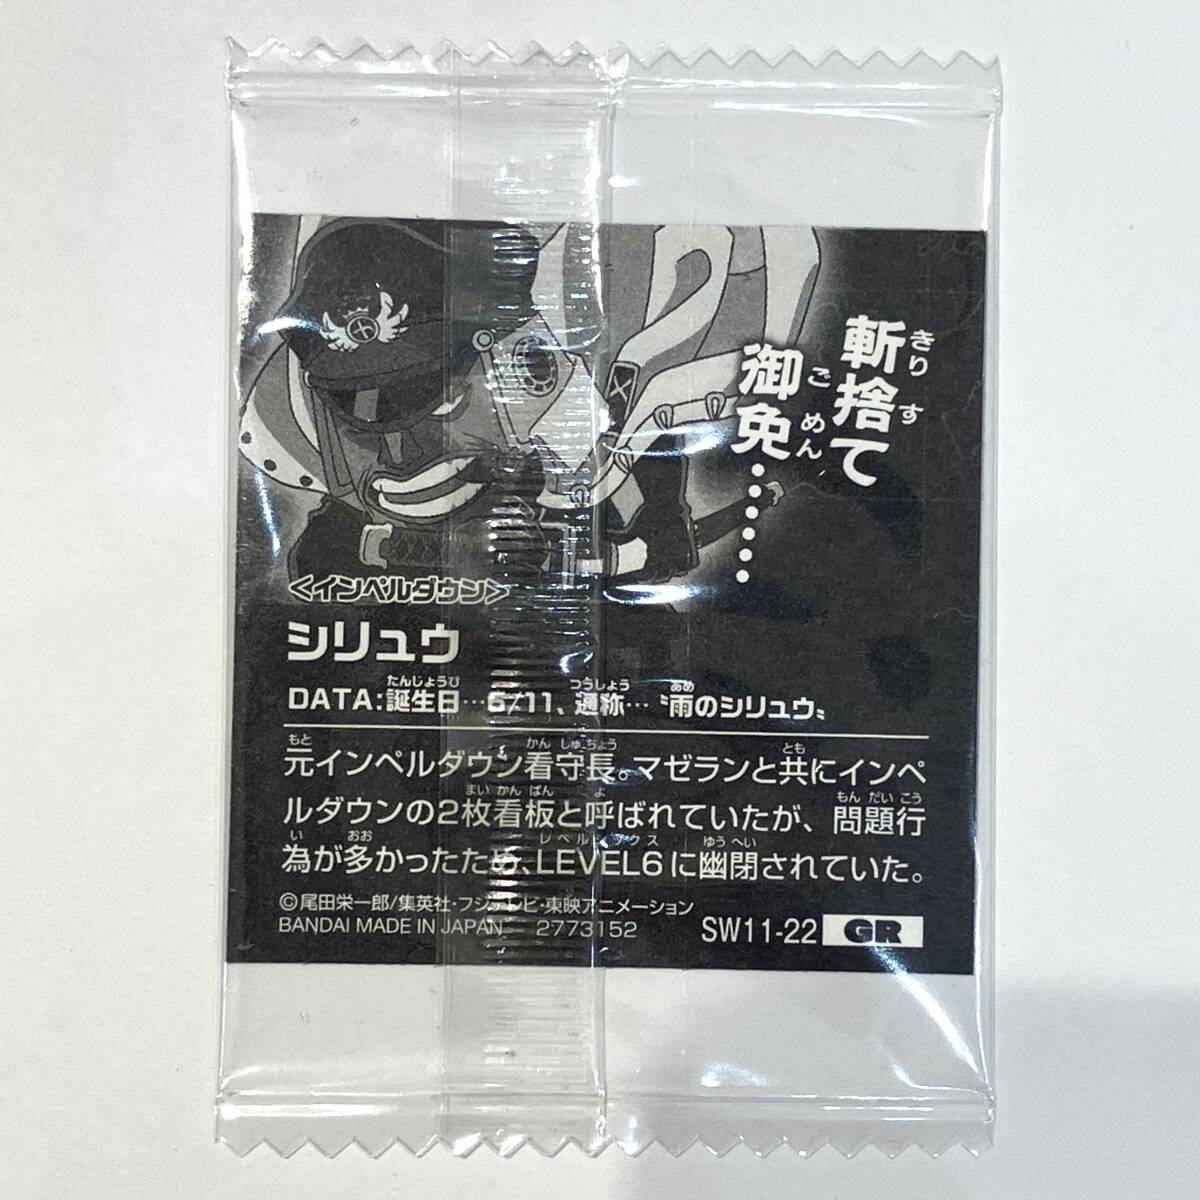 斬捨て
御免……
<インペルダウン>
シリュウ
DATA:誕生日…6/11、通称…〝雨のシリュウ〟
元インペルダウン看守長。マゼランと共にインペ
ルダウンの2枚看板と呼ばれていたが、問題行
為が多かったため、LEVEL6に幽閉されていた。
©尾田栄一郎/集英社・フジテレビ・東映アニメーション
BANDAI MADE IN JAPAN 2773152
SW11-22 GR